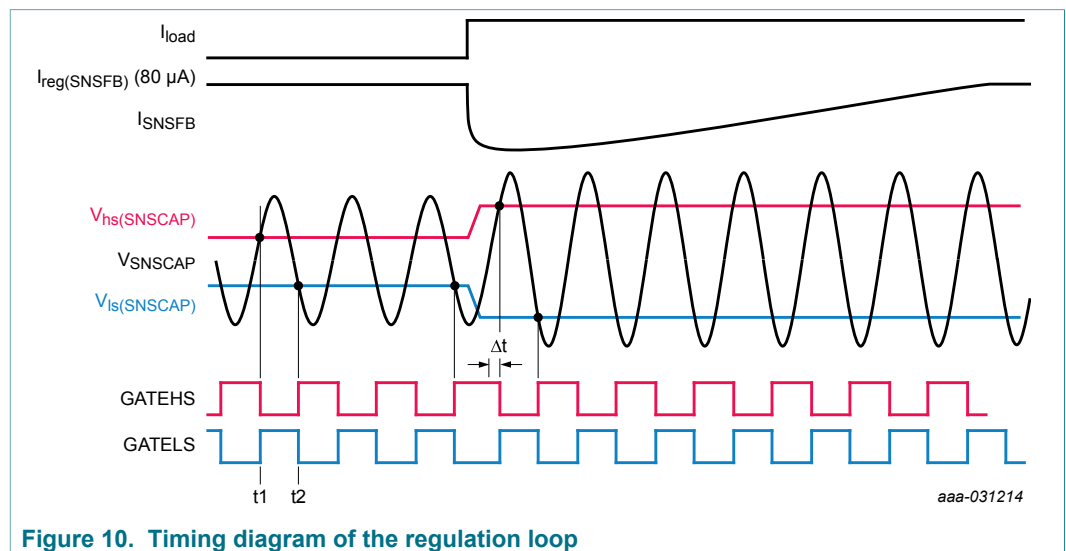 Iload
Ireg(SNSFB) (80 µA)
ISNSFB
Vhs(SNSCAP)
VSNSCAP
Vls(SNSCAP)
Δt
GATEHS
GATELS
t1 t2
aaa-031214
Figure 10. Timing diagram of the regulation loop